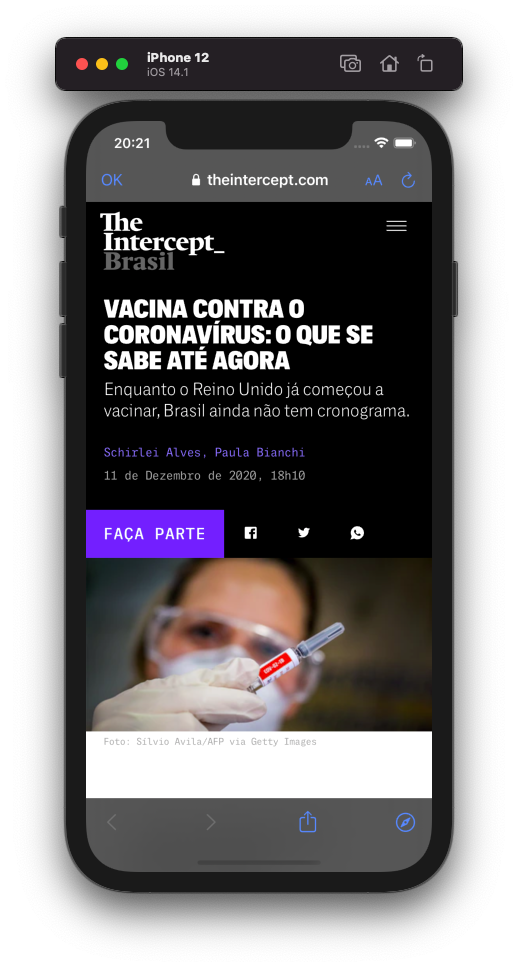 iPhone 12
iOS 14.1
20:21
OK
theintercept.com
AA
The
Intercept_
Brasil
VACINA CONTRA O
CORONAVÍRUS: O QUE SE
SABE ATÉ AGORA
Enquanto o Reino Unido já começou a
vacinar, Brasil ainda não tem cronograma.
Schirlei Alves, Paula Bianchi
11 de Dezembro de 2020, 18h10
FAÇA PARTE
Foto: Silvio Avila/AFP via Getty Images